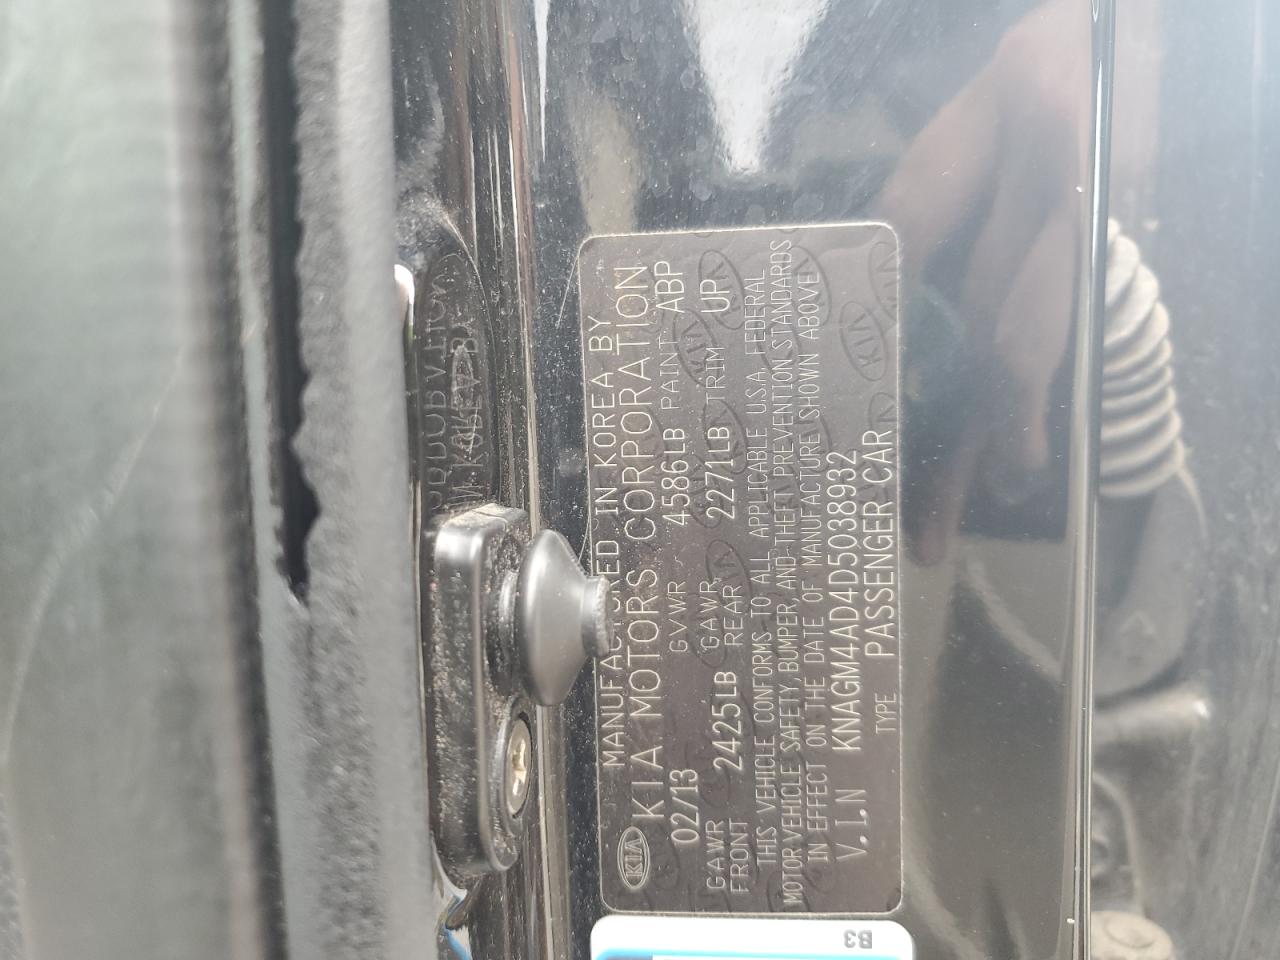 MANUFACTURED IN KOREA BY
KIA KIA MOTORS CORPORATION
02/13 GVWR 4586LB PAINT ABP
GAWR FRONT 2425LB GAWR REAR 2271LB TRIM UP
THIS VEHICLE CONFORMS TO ALL APPLICABLE U.S.A. FEDERAL
MOTOR VEHICLE SAFETY, BUMPER, AND THEFT PREVENTION STANDARDS
IN EFFECT ON THE DATE OF MANUFACTURE SHOWN ABOVE
V.I.N KNAGM4AD4D5038932
TYPE PASSENGER CAR
B3